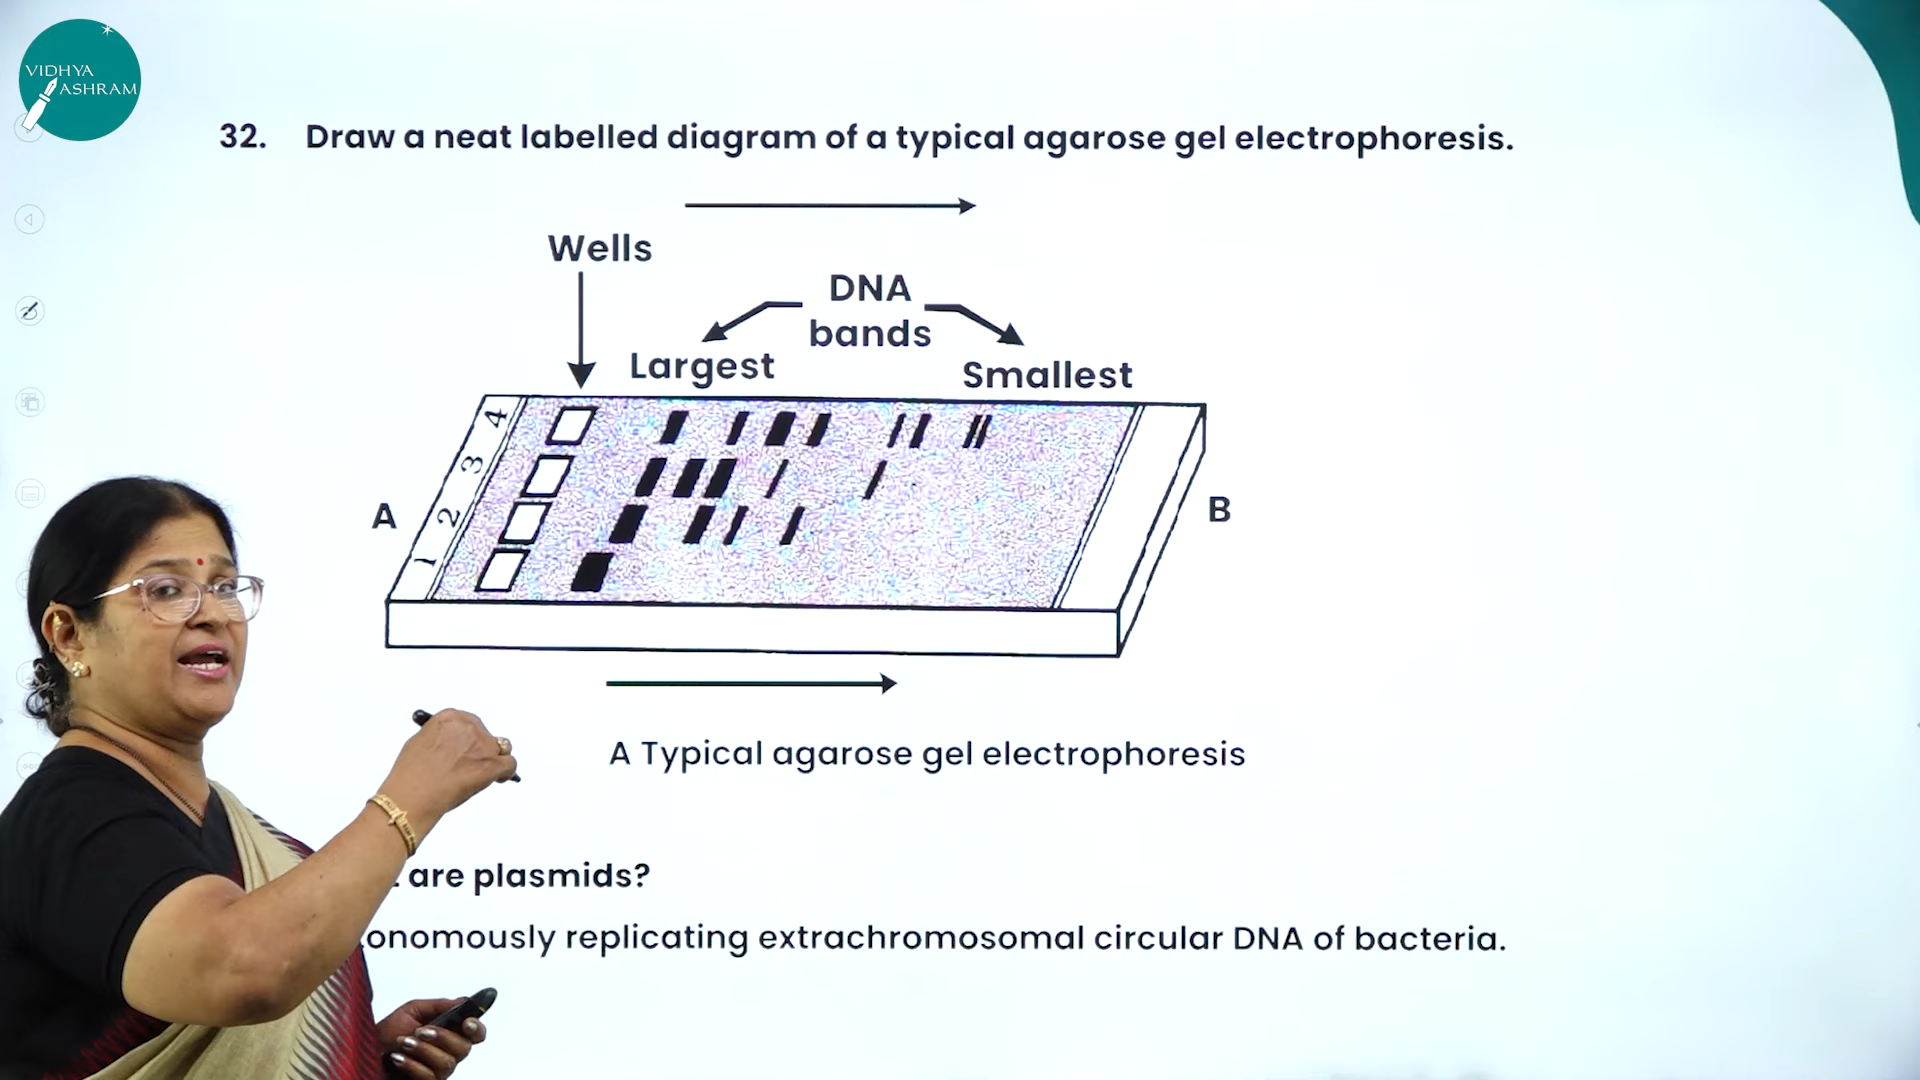 VIDHYA
ASHRAM
32. Draw a neat labelled diagram of a typical agarose gel electrophoresis.
Wells
DNA
bands
Largest
Smallest
4
3
2
1
A
B
A Typical agarose gel electrophoresis
are plasmids?
onomously replicating extrachromosomal circular DNA of bacteria.